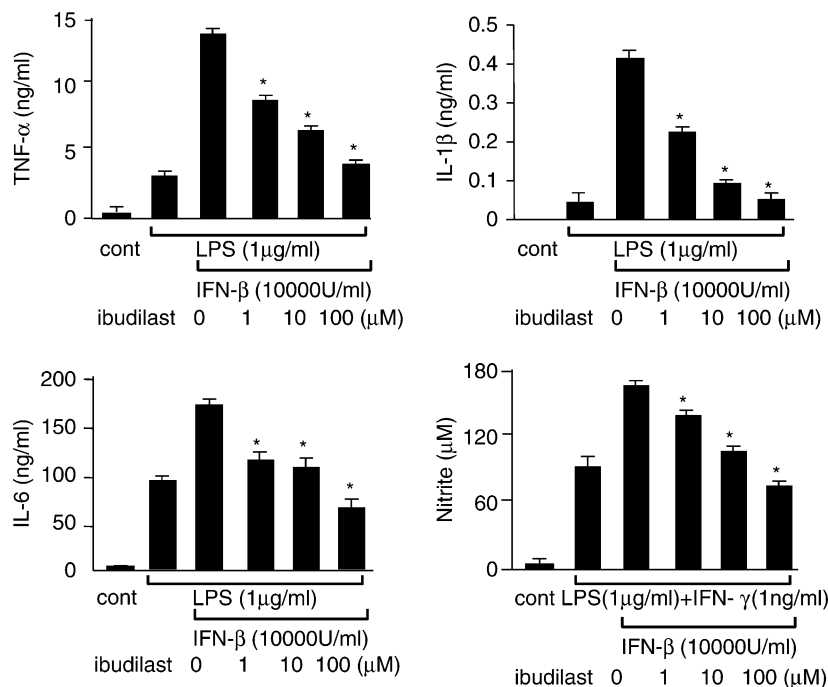 TNF-α (ng/ml)
15
10
5
0
* * *
cont LPS (1μg/ml)
IFN-β (10000U/ml)
ibudilast 0 1 10 100 (μM)
IL-1β (ng/ml)
0.5
0.4
0.3
0.2
0.1
0
* * *
cont LPS (1μg/ml)
IFN-β (10000U/ml)
ibudilast 0 1 10 100 (μM)
IL-6 (ng/ml)
200
150
100
50
0
* * *
cont LPS (1μg/ml)
IFN-β (10000U/ml)
ibudilast 0 1 10 100 (μM)
Nitrite (μM)
180
120
60
0
* * *
cont LPS(1μg/ml)+IFN- γ(1ng/ml)
IFN-β (10000U/ml)
ibudilast 0 1 10 100 (μM)